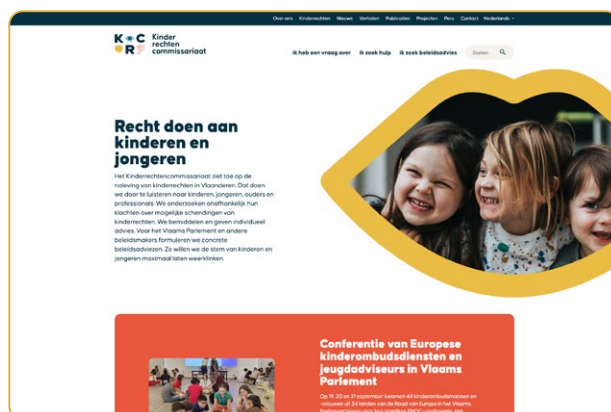 Over ons Kinderrechten Nieuws Verhalen Publicaties Projecten Pers Contact Nederlands
K C
R
Kinder
rechten
commissariaat
Ik heb een vraag over Ik zoek hulp Ik zoek beleidsadvies Zoeken
Recht doen aan
kinderen en
jongeren
Het Kinderrechtencommissariaat ziet toe op de
naleving van kinderrechten in Vlaanderen. Dat doen
we door te luisteren naar kinderen, jongeren, ouders en
professionals. We onderzoeken onafhankelijk hun
klachten over mogelijke schendingen van
kinderrechten. We bemiddelen en geven individueel
advies. Voor het Vlaams Parlement en andere
beleidsmakers formuleren we concrete
beleidsadviezen. Zo willen we de stem van kinderen en
jongeren maximaal laten weerklinken.
Conferentie van Europese
kinderombudsdiensten en
jeugdadviseurs in Vlaams
Parlement
Op 19, 20 en 21 september kwamen 44 kinderombudsmannen en
-vrouwen uit 34 landen van de Raad van Europa in het Vlaams